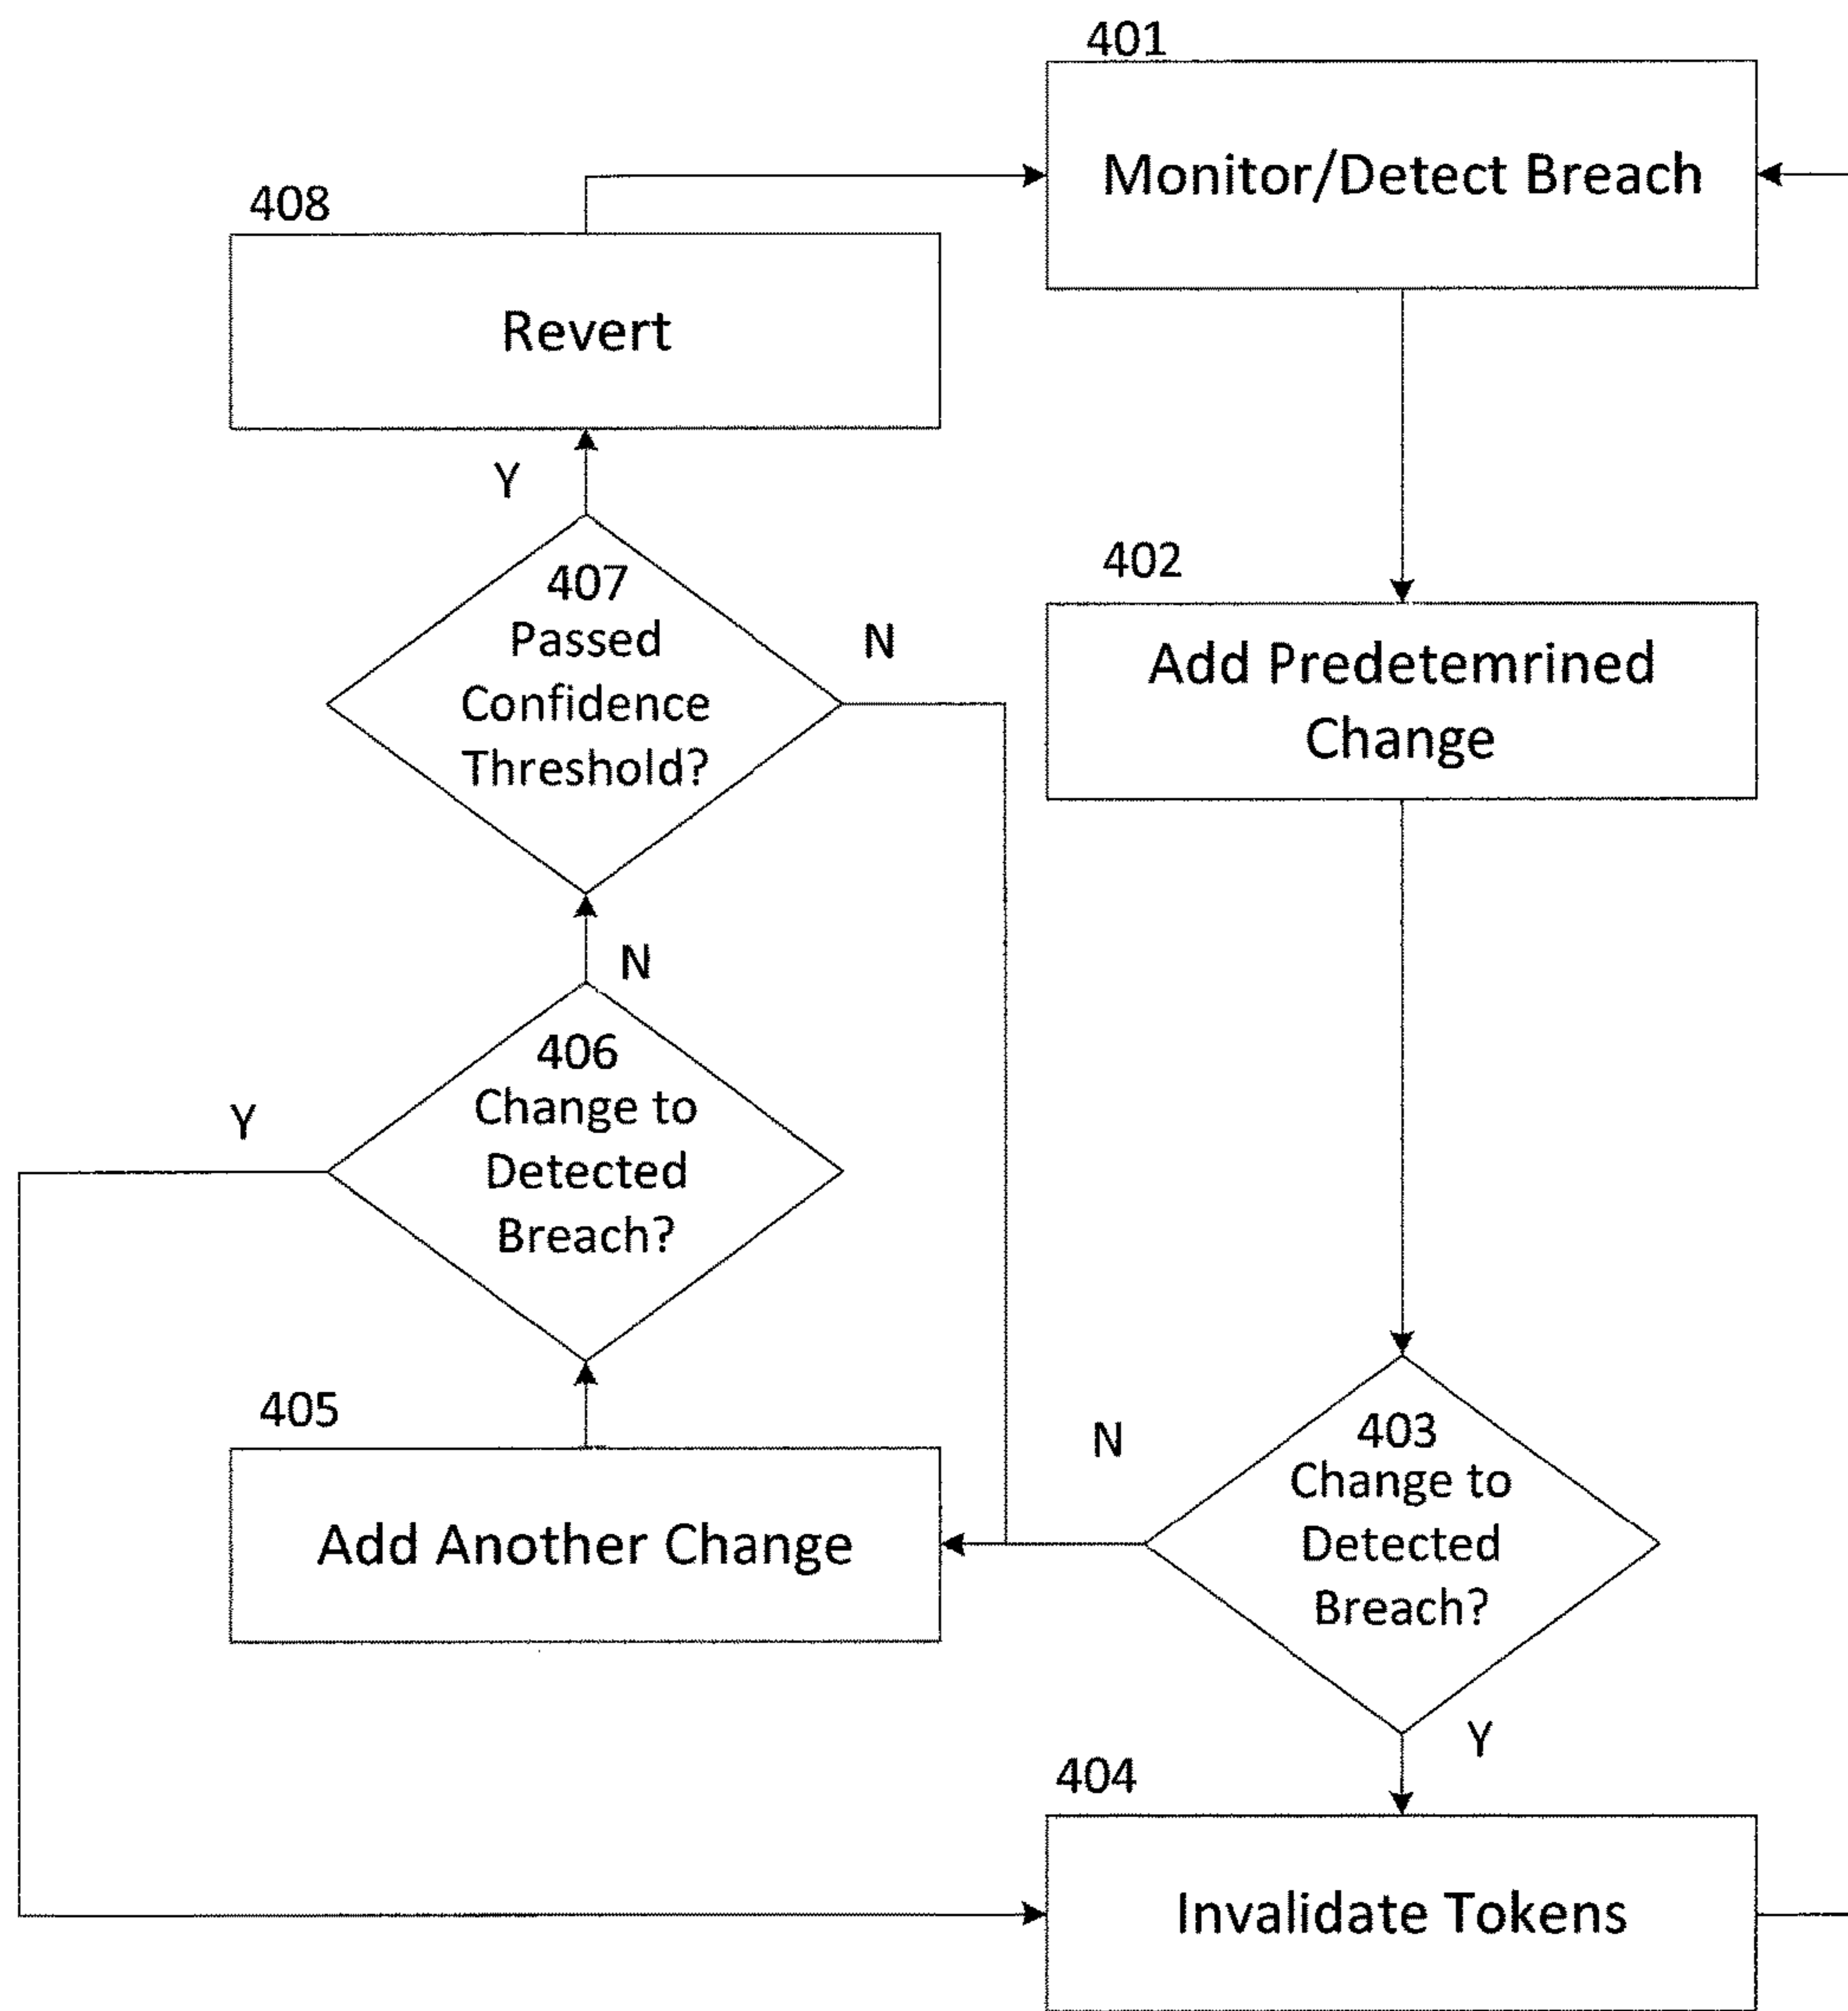 401
Monitor/Detect Breach
408
Revert
Y
407
Passed
Confidence
Threshold?
N
402
Add Predetemrined
Change
N
406
Change to
Detected
Breach?
Y
405
Add Another Change
N
403
Change to
Detected
Breach?
Y
404
Invalidate Tokens